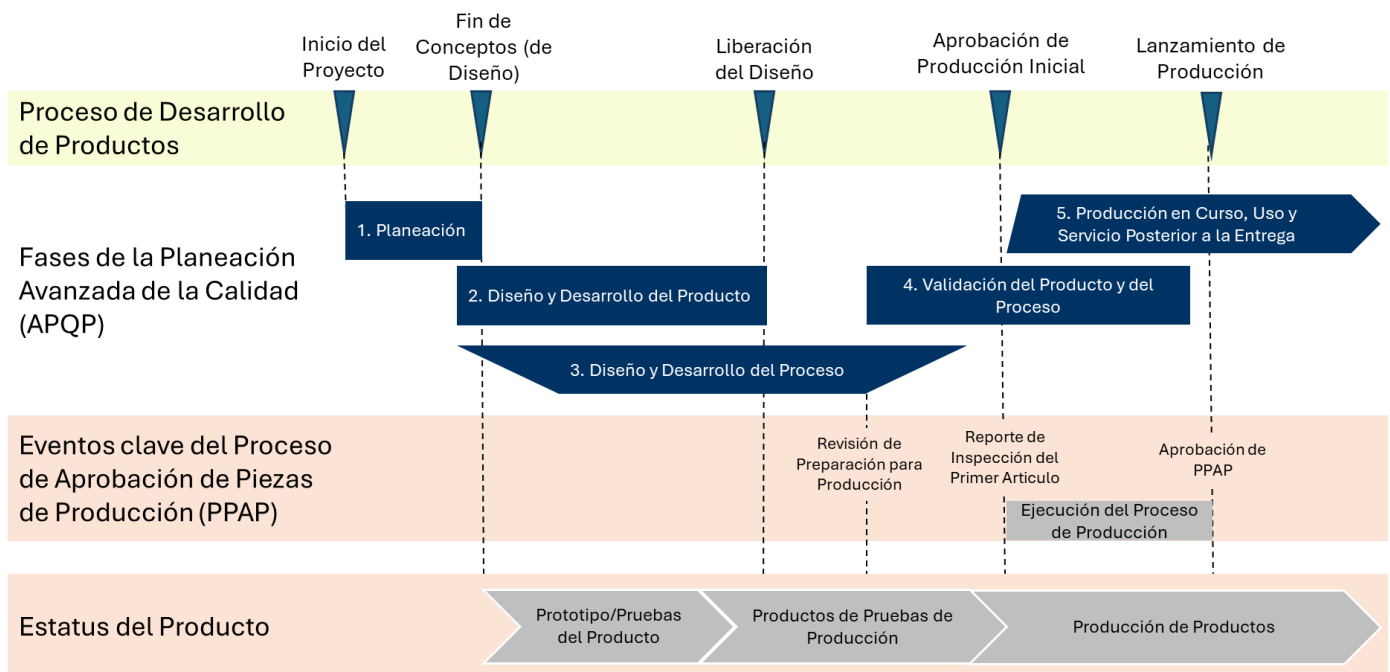 Inicio del
Proyecto
Fin de
Conceptos (de
Diseño)
Liberación
del Diseño
Aprobación de
Producción Inicial
Lanzamiento de
Producción
Proceso de Desarrollo
de Productos
Fases de la Planeación
Avanzada de la Calidad
(APQP)
1. Planeación
2. Diseño y Desarrollo del Producto
3. Diseño y Desarrollo del Proceso
4. Validación del Producto y del
Proceso
5. Producción en Curso, Uso y
Servicio Posterior a la Entrega
Eventos clave del Proceso
de Aprobación de Piezas
de Producción (PPAP)
Revisión de
Preparación para
Producción
Reporte de
Inspección del
Primer Articulo
Aprobación de
PPAP
Ejecución del Proceso
de Producción
Estatus del Producto
Prototipo/Pruebas
del Producto
Productos de Pruebas de
Producción
Producción de Productos